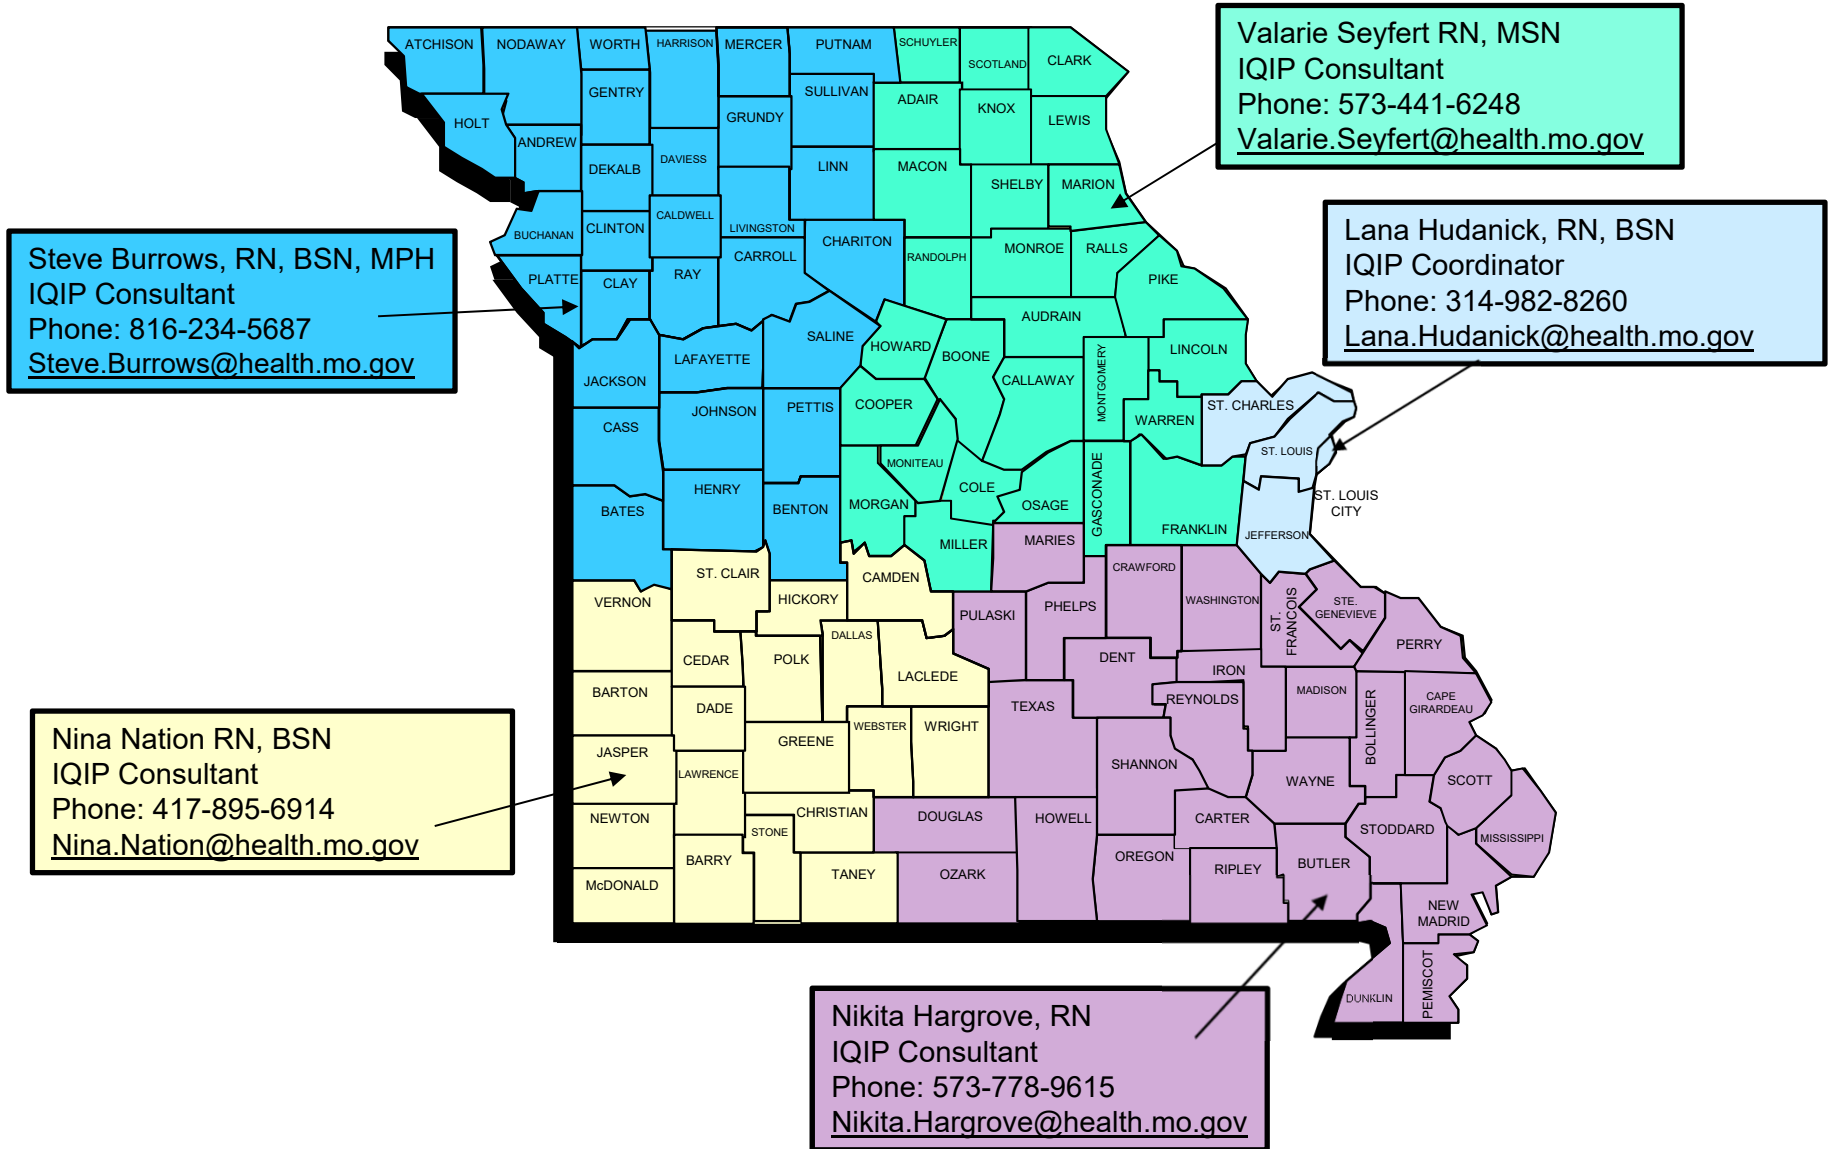 Valarie Seyfert RN, MSN
IQIP Consultant
Phone: 573-441-6248
Valarie.Seyfert@health.mo.gov
Lana Hudanick, RN, BSN
IQIP Coordinator
Phone: 314-982-8260
Lana.Hudanick@health.mo.gov
Steve Burrows, RN, BSN, MPH
IQIP Consultant
Phone: 816-234-5687
Steve.Burrows@health.mo.gov
Nina Nation RN, BSN
IQIP Consultant
Phone: 417-895-6914
Nina.Nation@health.mo.gov
Nikita Hargrove, RN
IQIP Consultant
Phone: 573-778-9615
Nikita.Hargrove@health.mo.gov
ATCHISON
NODAWAY
WORTH
HARRISON
MERCER
PUTNAM
SCHUYLER
SCOTLAND
CLARK
GENTRY
SULLIVAN
ADAIR
KNOX
LEWIS
HOLT
GRUNDY
ANDREW
DEKALB
DAVIESS
LINN
MACON
SHELBY
MARION
BUCHANAN
CLINTON
CALDWELL
LIVINGSTON
CHARITON
RANDOLPH
MONROE
RALLS
PLATTE
CLAY
RAY
CARROLL
PIKE
AUDRAIN
SALINE
HOWARD
BOONE
LINCOLN
LAFAYETTE
JACKSON
CALLAWAY
MONTGOMERY
ST. CHARLES
WARREN
COOPER
PETTIS
JOHNSON
CASS
ST. LOUIS
MONITEAU
COLE
OSAGE
GASCONADE
ST. LOUIS
CITY
HENRY
BATES
BENTON
MORGAN
FRANKLIN
JEFFERSON
MILLER
MARIES
CRAWFORD
WASHINGTON
ST. CLAIR
CAMDEN
HICKORY
VERNON
PULASKI
PHELPS
ST.
FRANCOIS
STE.
GENEVIEVE
PERRY
DALLAS
CEDAR
POLK
LACLEDE
DENT
IRON
BARTON
DADE
TEXAS
REYNOLDS
MADISON
BOLLINGER
CAPE
GIRARDEAU
WEBSTER
WRIGHT
GREENE
JASPER
LAWRENCE
SHANNON
WAYNE
SCOTT
NEWTON
STONE
CHRISTIAN
DOUGLAS
HOWELL
CARTER
STODDARD
MISSISSIPPI
BARRY
TANEY
OZARK
OREGON
RIPLEY
BUTLER
McDONALD
NEW
MADRID
DUNKLIN
PEMISCOT